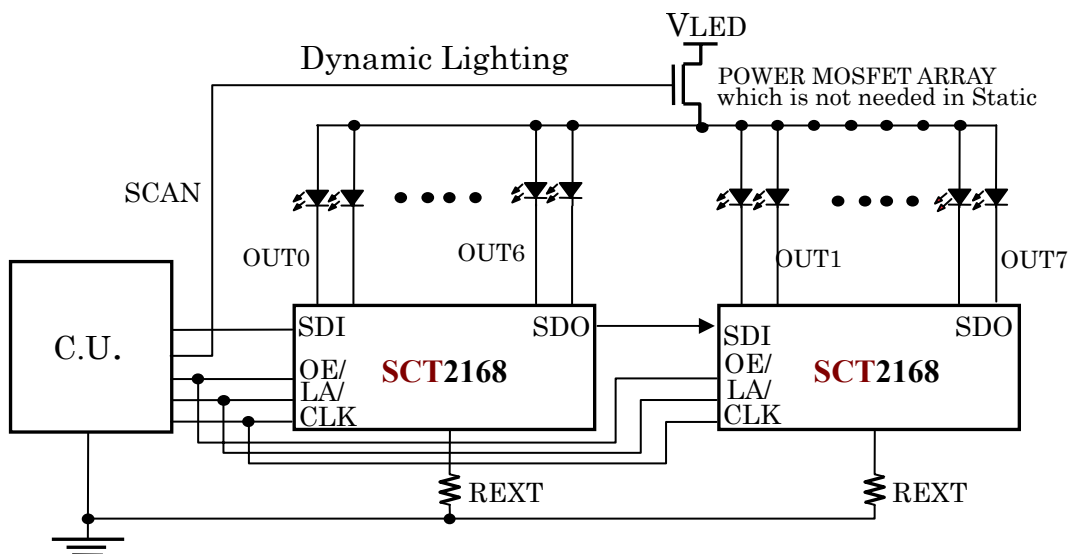 VLED
Dynamic Lighting
POWER MOSFET ARRAY
which is not needed in Static
SCAN
OUT0
OUT6
OUT1
OUT7
C.U.
SDI
SDO
OE/
LA/
CLK
SCT2168
SDI
SDO
OE/
LA/
CLK
SCT2168
REXT
REXT